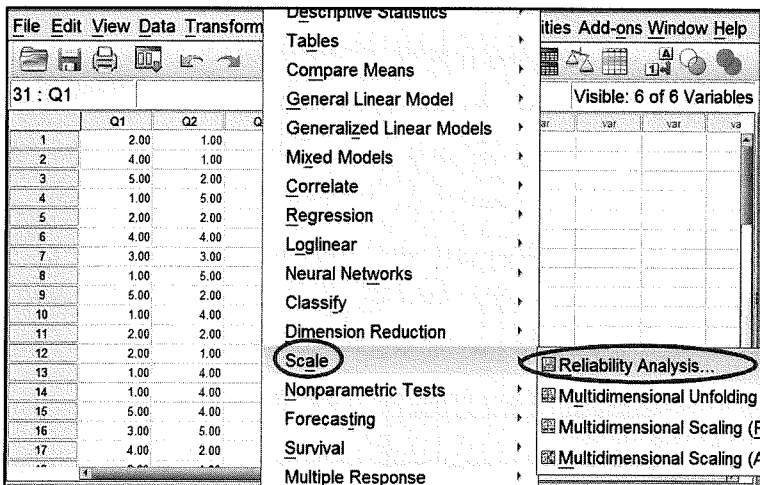 File Edit View Data Transform
Descriptive Statistics
ities Add-ons Window Help
Tables
Compare Means
31 : Q1
General Linear Model
Visible: 6 of 6 Variables
Q1 Q2 Q
Generalized Linear Models
var var va
1 2.00 1.00
2 4.00 1.00
Mixed Models
3 5.00 2.00
Correlate
4 1.00 5.00
5 2.00 2.00
Regression
6 4.00 4.00
Loglinear
7 3.00 3.00
8 1.00 5.00
Neural Networks
9 5.00 2.00
Classify
10 1.00 4.00
11 2.00 2.00
Dimension Reduction
12 2.00 1.00
Scale
Reliability Analysis...
13 1.00 4.00
14 1.00 4.00
Nonparametric Tests
Multidimensional Unfolding
15 5.00 4.00
Forecasting
16 3.00 5.00
Multidimensional Scaling (P
17 4.00 2.00
Survival
Multidimensional Scaling (A
Multiple Response